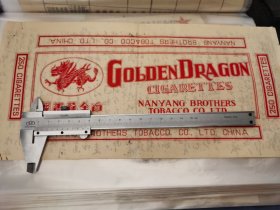 NANYANG BROTHERS TOBACCO CO., LTD. CHINA.
GOLDEN DRAGON
CIGARETTES
NANYANG BROTHERS
TOBACCO CO LTD
250 CIGARETTES
250 CIGARETTES
BROTHERS TOBACCO CO., LTD. CHINA.